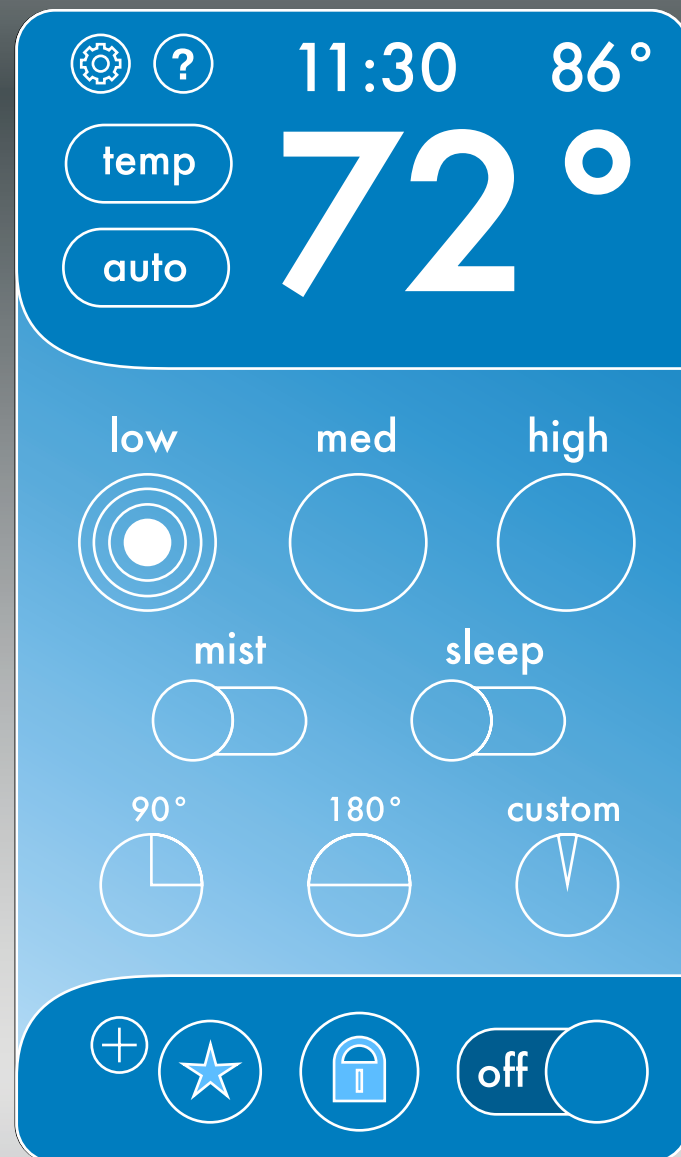 ? 11:30 86°
temp 72°
auto
low med high
mist sleep
90° 180° custom
off